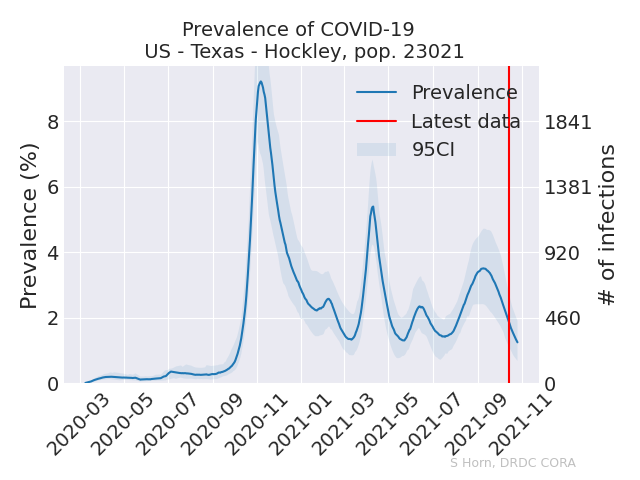 Prevalence of COVID-19
US - Texas - Hockley, pop. 23021
Prevalence
Latest data
95CI
Prevalence (%)
8
6
4
2
0
1841
1381
920
460
0
# of infections
2020-03
2020-05
2020-07
2020-09
2020-11
2021-01
2021-03
2021-05
2021-07
2021-09
2021-11
S Horn, DRDC CORA